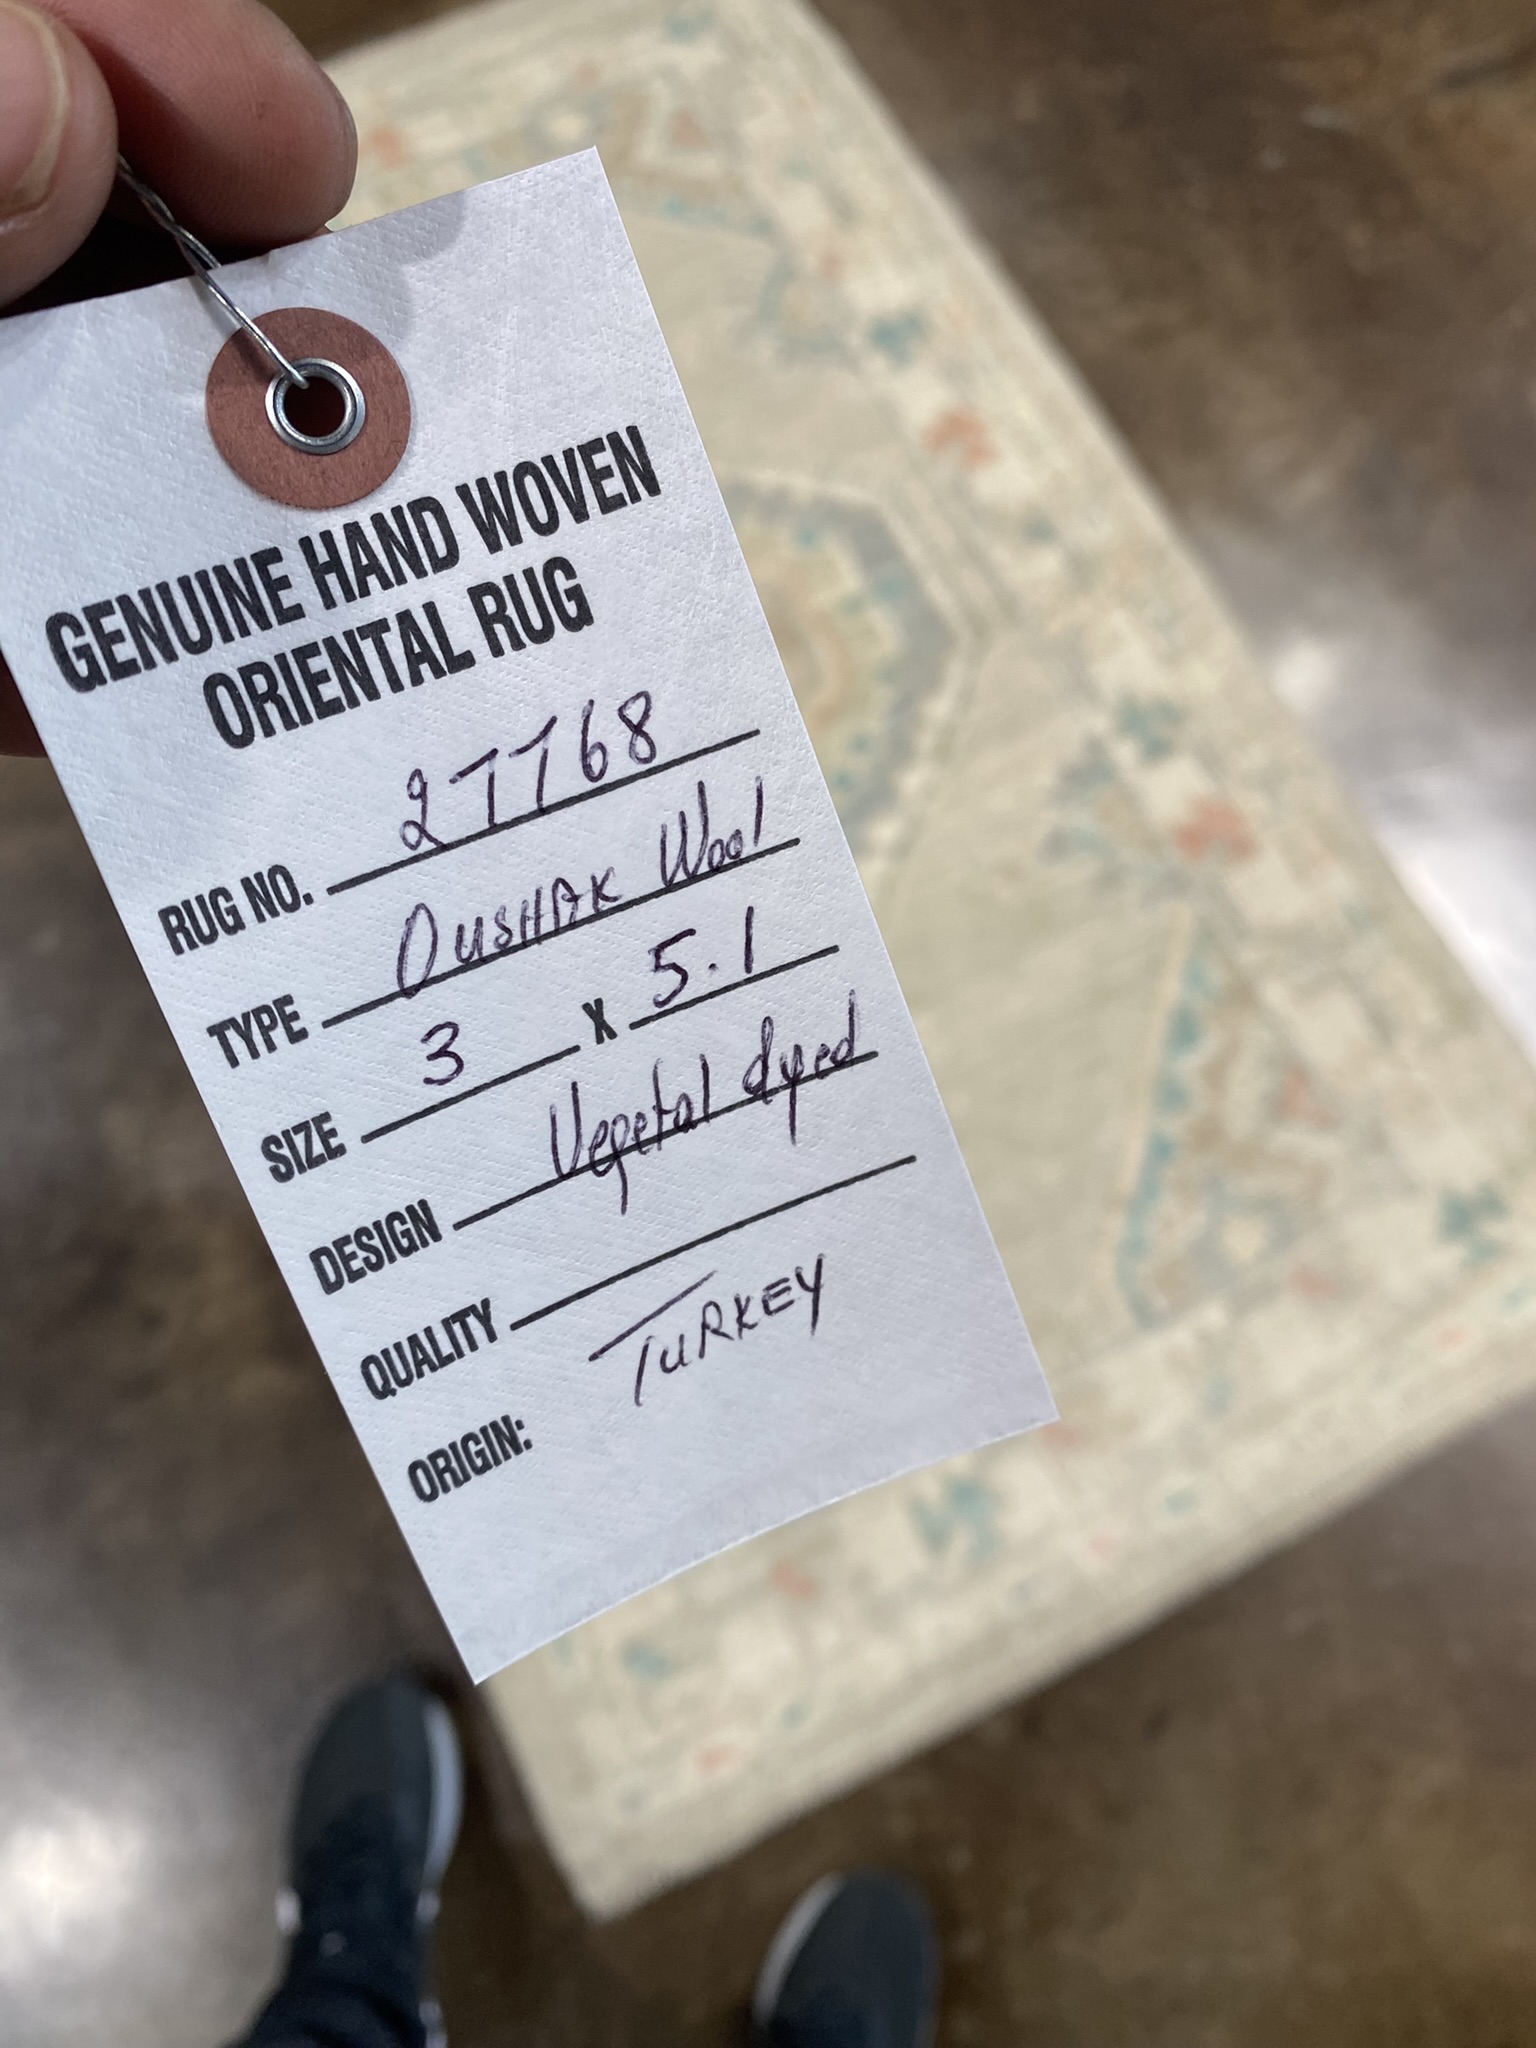 GENUINE HAND WOVEN
ORIENTAL RUG
RUG NO. 27768
TYPE OUSHAK Wool
SIZE 3 X 5.1
DESIGN Vegetal dyed
QUALITY
ORIGIN: TURKEY